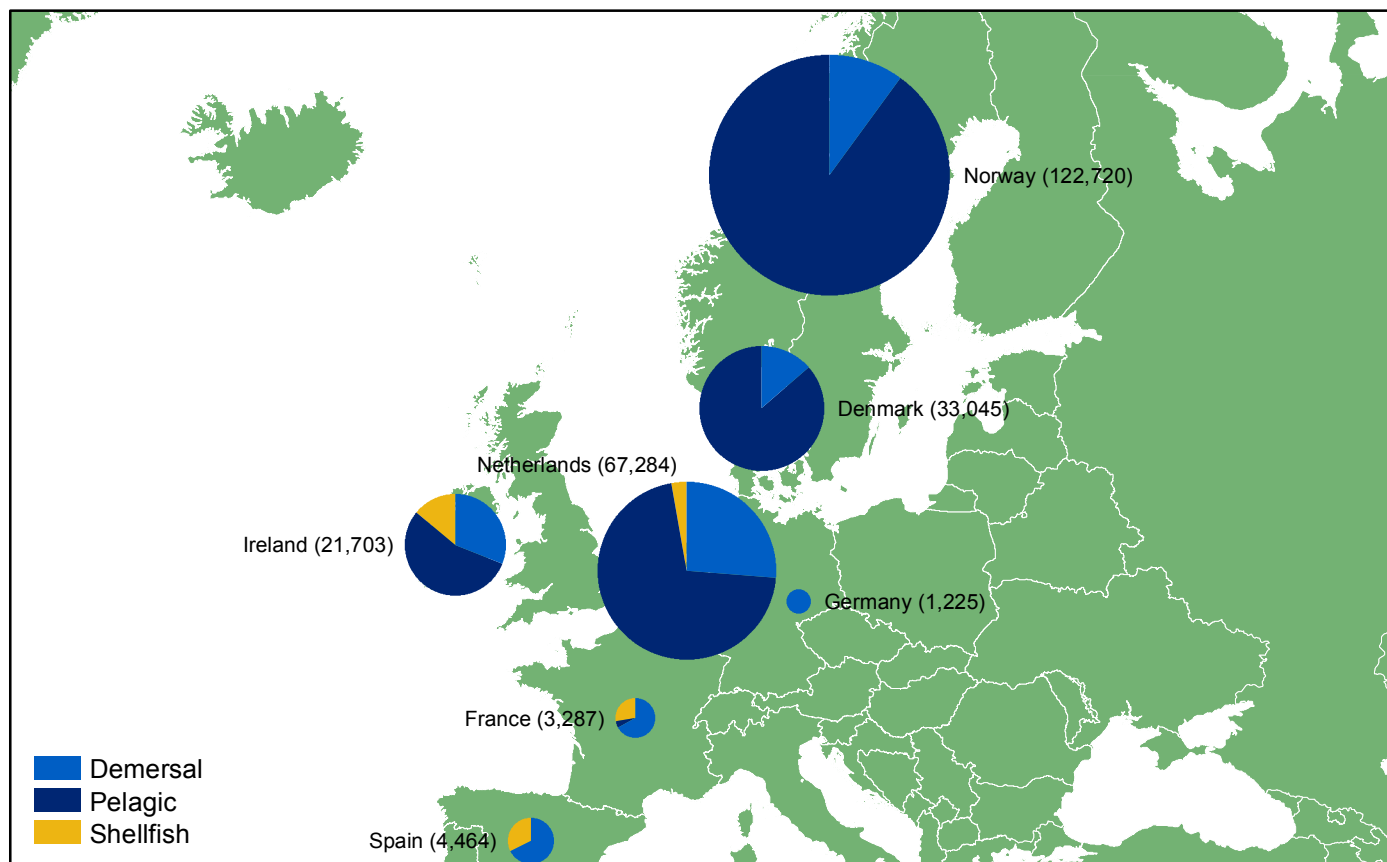 Norway (122,720)
Denmark (33,045)
Netherlands (67,284)
Ireland (21,703)
Germany (1,225)
France (3,287)
Spain (4,464)
Demersal
Pelagic
Shellfish